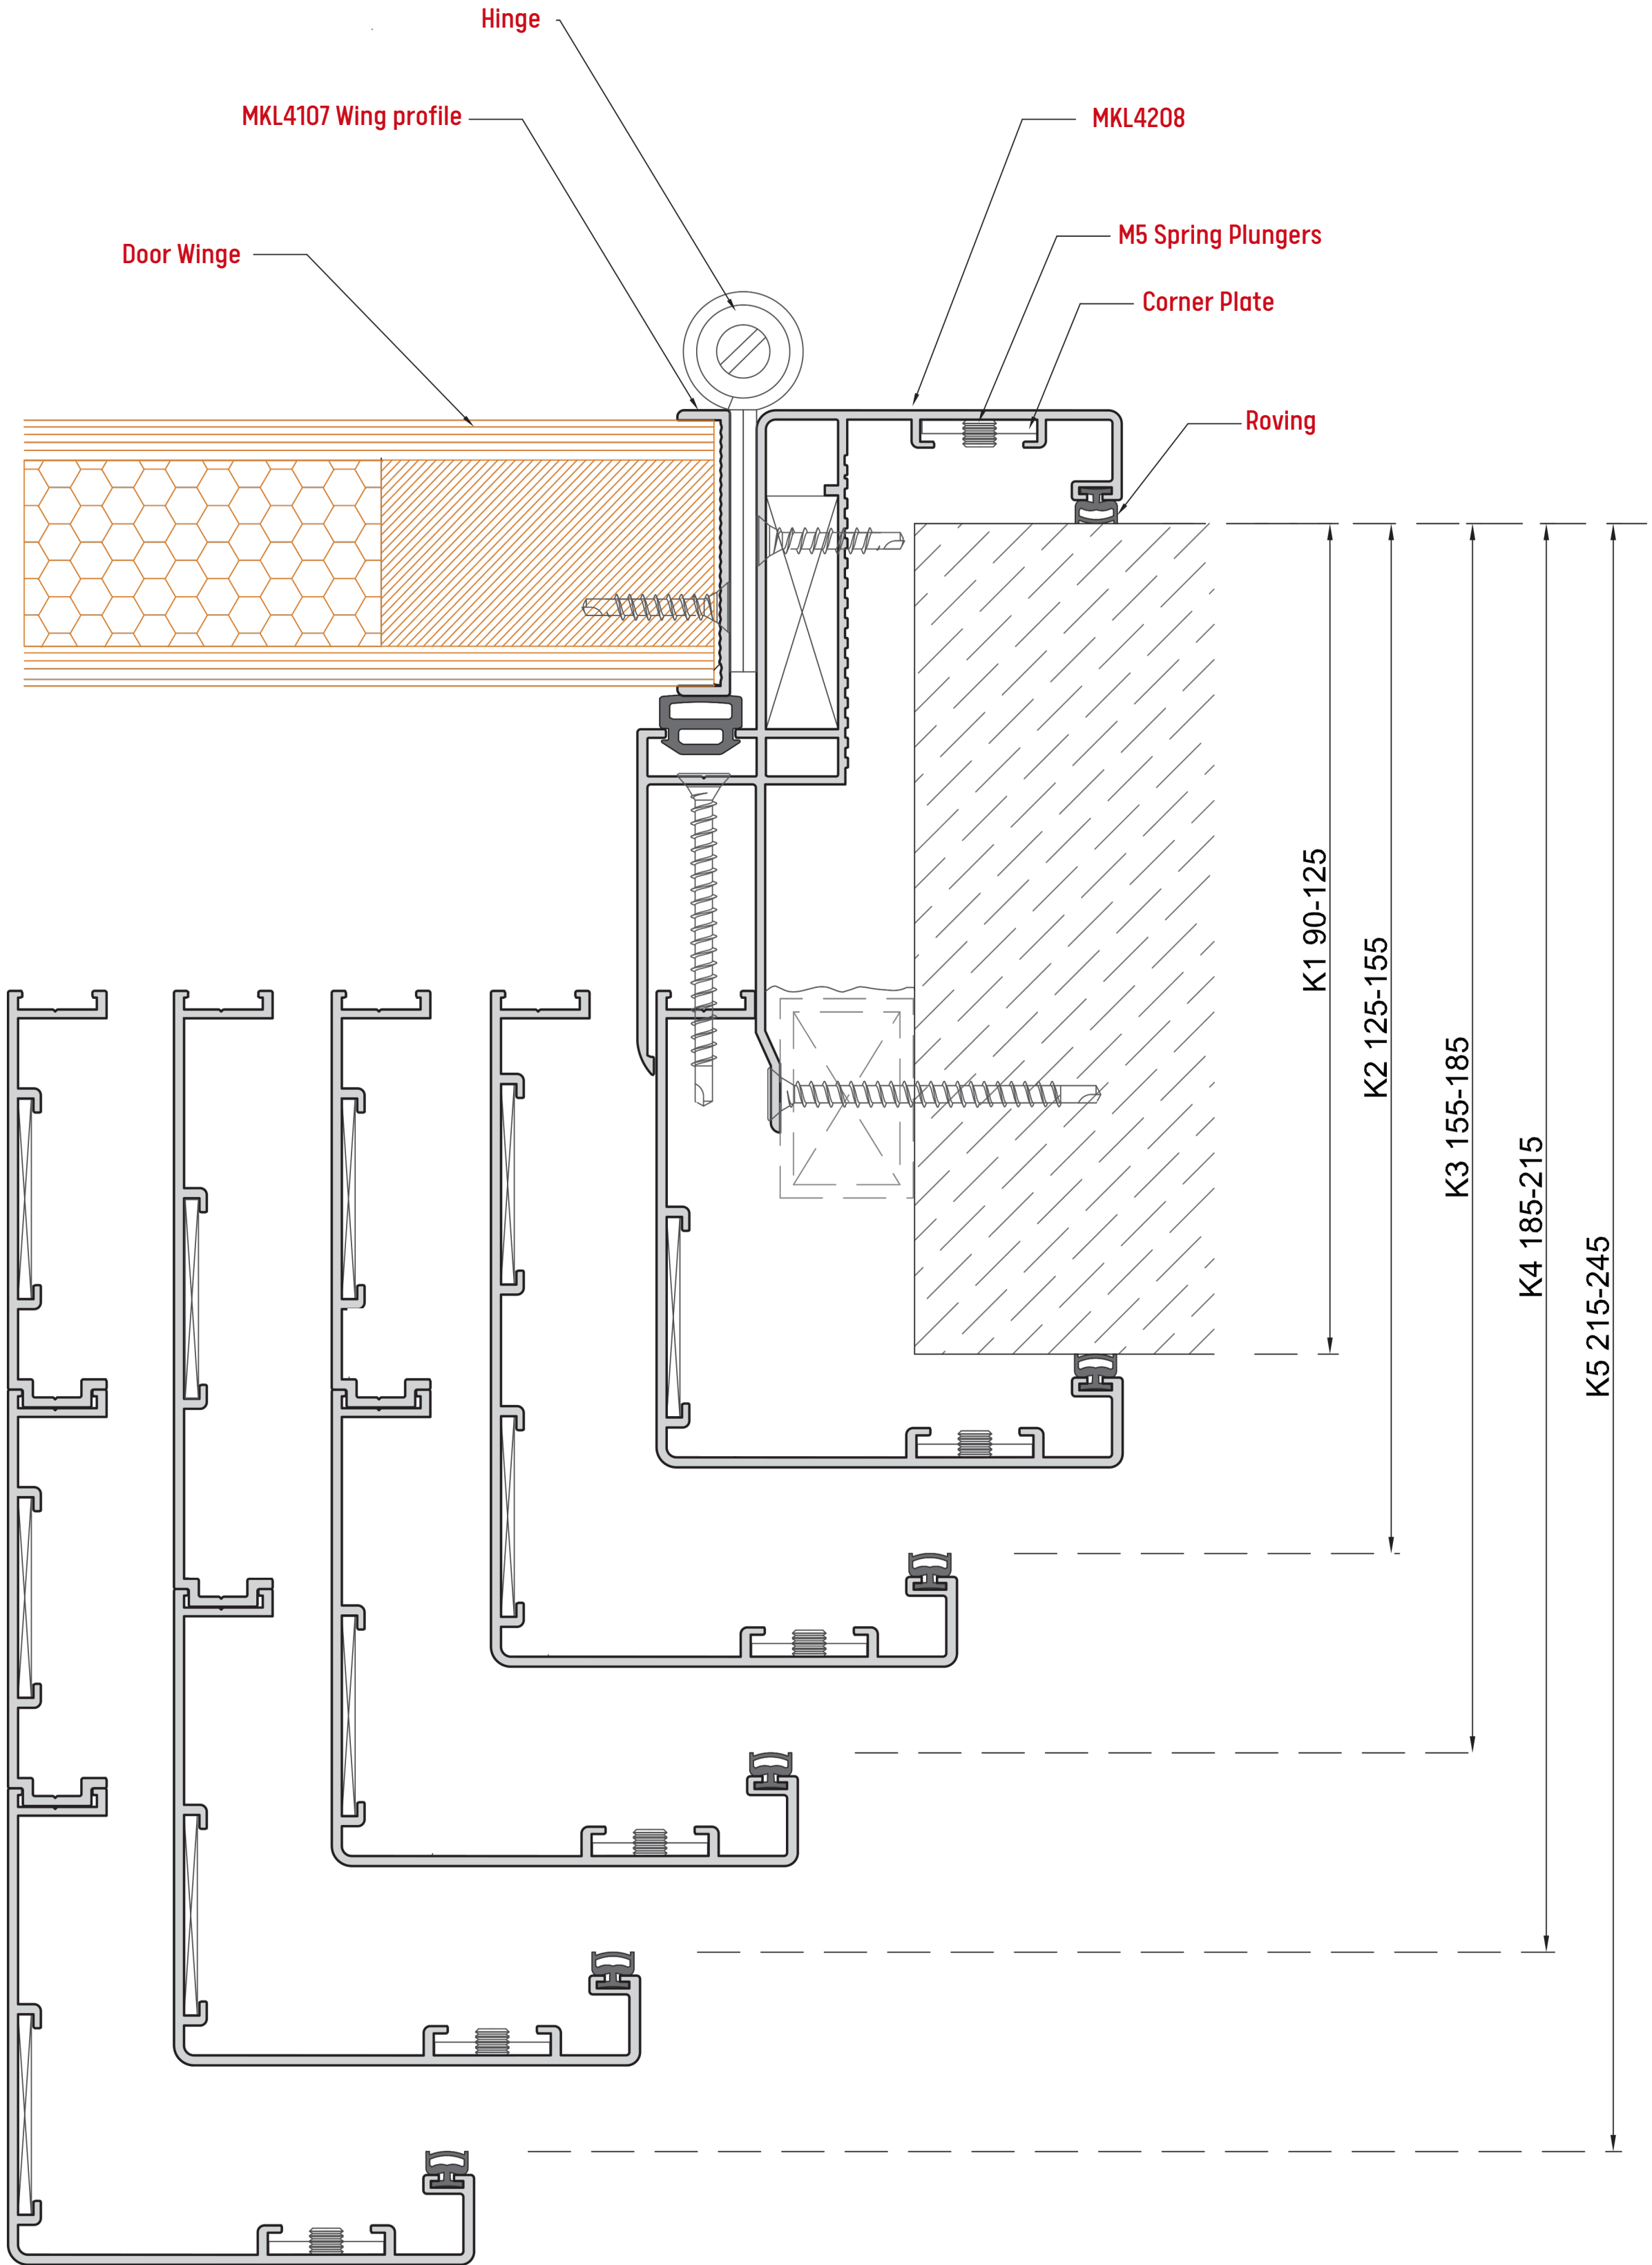 Hinge
MKL4107 Wing profile
MKL4208
M5 Spring Plungers
Door Winge
Corner Plate
Roving
K1 90-125
K2 125-155
K3 155-185
K4 185-215
K5 215-245